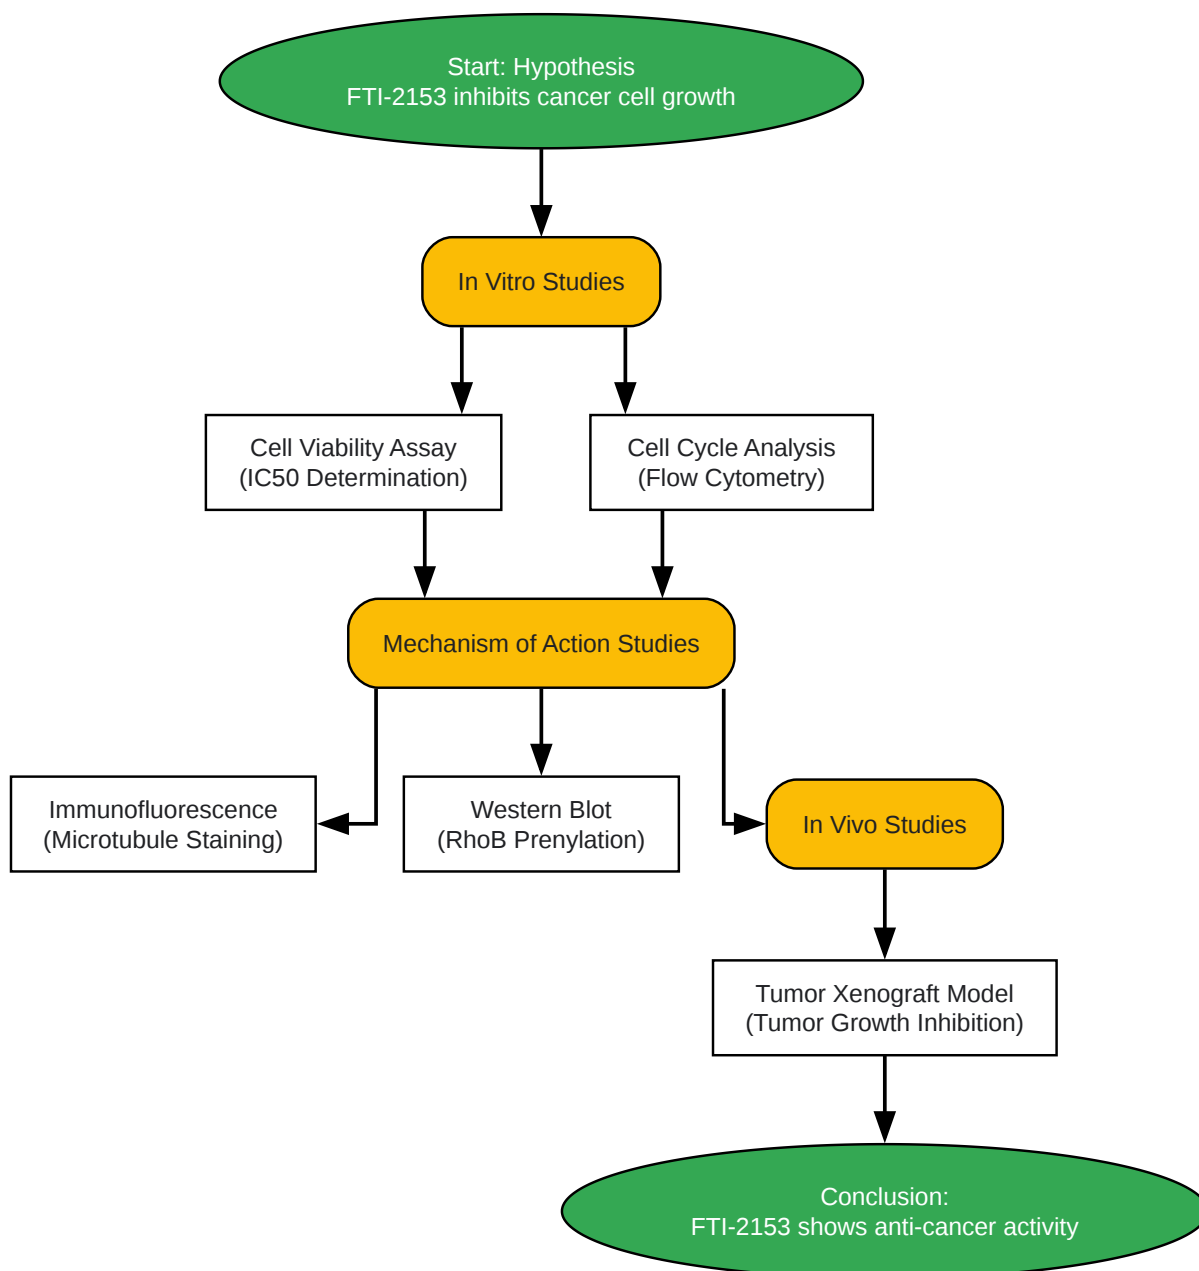 Start: Hypothesis
FTI-2153 inhibits cancer cell growth
In Vitro Studies
Cell Viability Assay
(IC50 Determination)
Cell Cycle Analysis
(Flow Cytometry)
Mechanism of Action Studies
Immunofluorescence
(Microtubule Staining)
Western Blot
(RhoB Prenylation)
In Vivo Studies
Tumor Xenograft Model
(Tumor Growth Inhibition)
Conclusion:
FTI-2153 shows anti-cancer activity